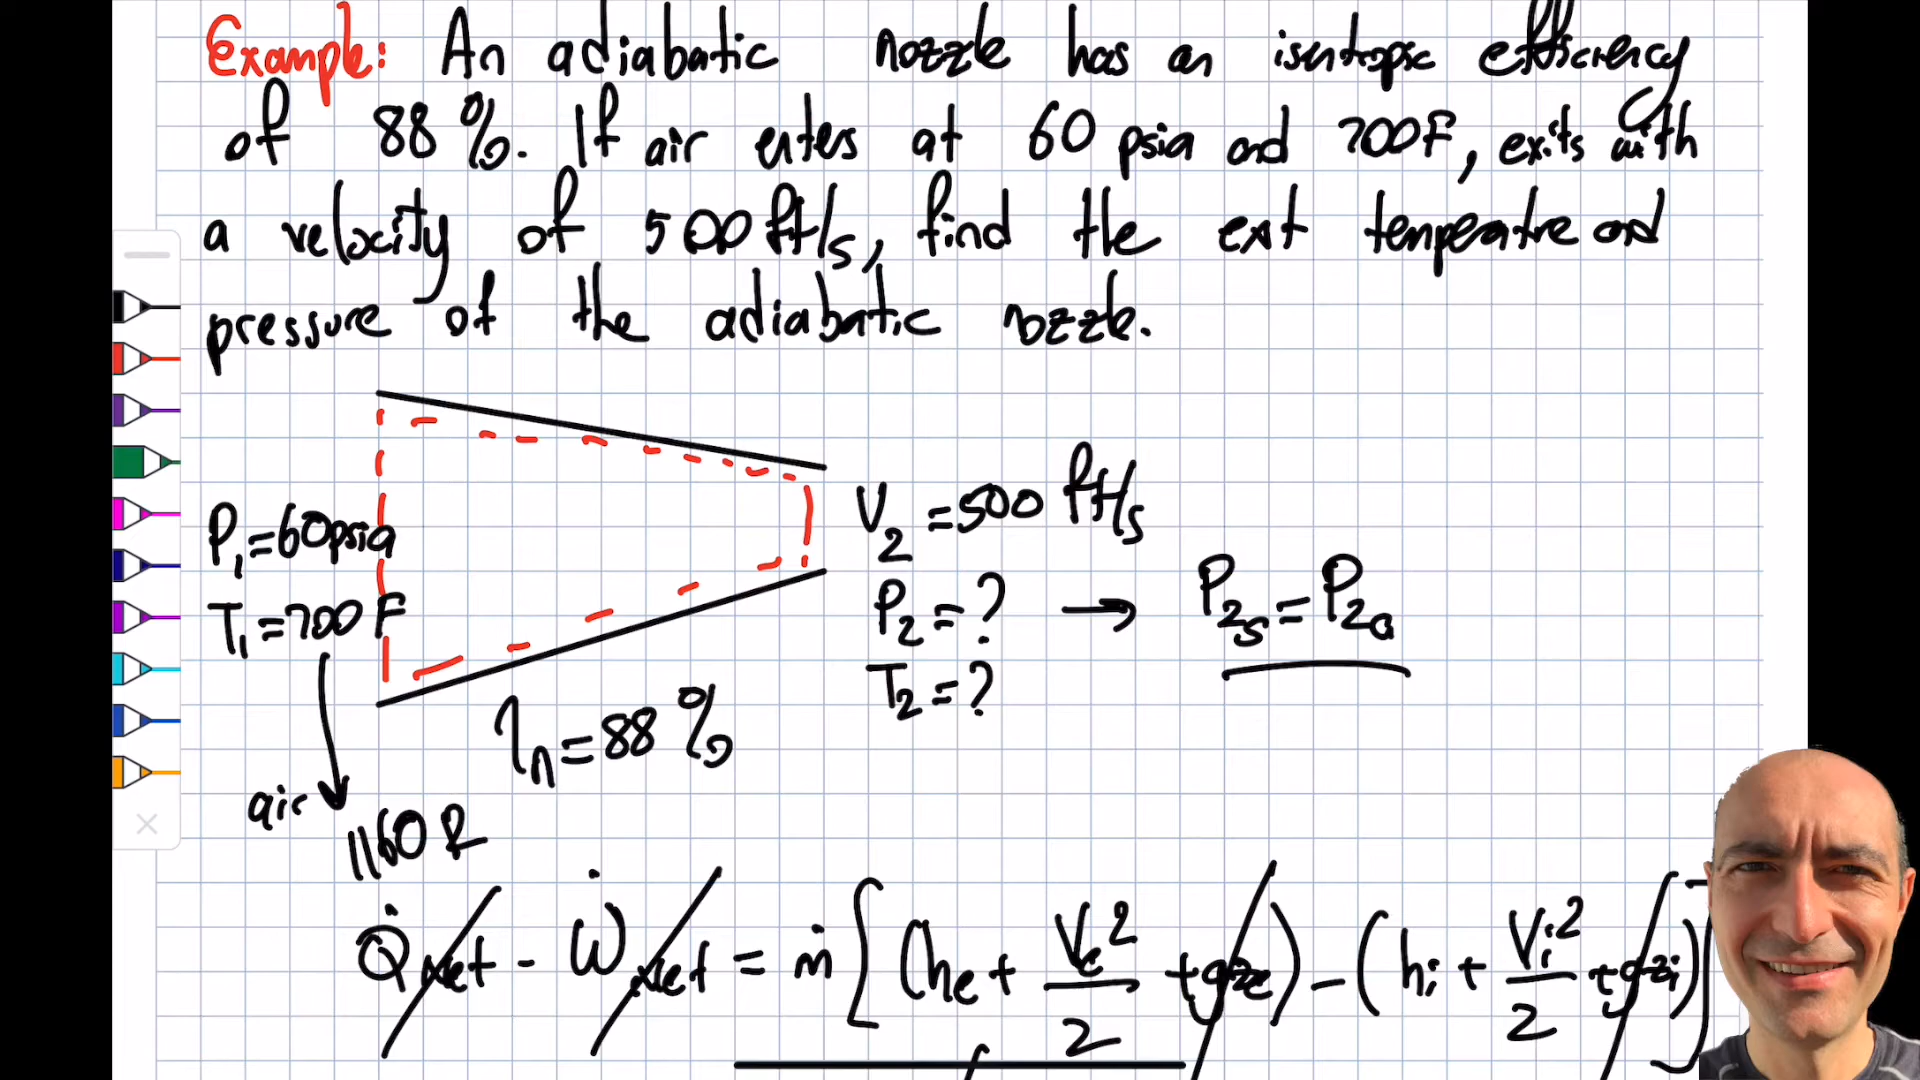 Example: An adiabatic nozzle has an isentropic efficiency
of 88%. If air enters at 60 psia and 700F, exits with
a velocity of 500 ft/s, find the exit temperature and
pressure of the adiabatic nozzle.
V2 = 500 ft/s
P1 = 60psia
P2 = ? → P2s = P2a
T1 = 700 F
T2 = ?
ηn = 88%
air
1160 R
Q̇net - Ẇnet = ṁ[(he + Ve²/2 + gze) - (hi + Vi²/2 + gzi)]